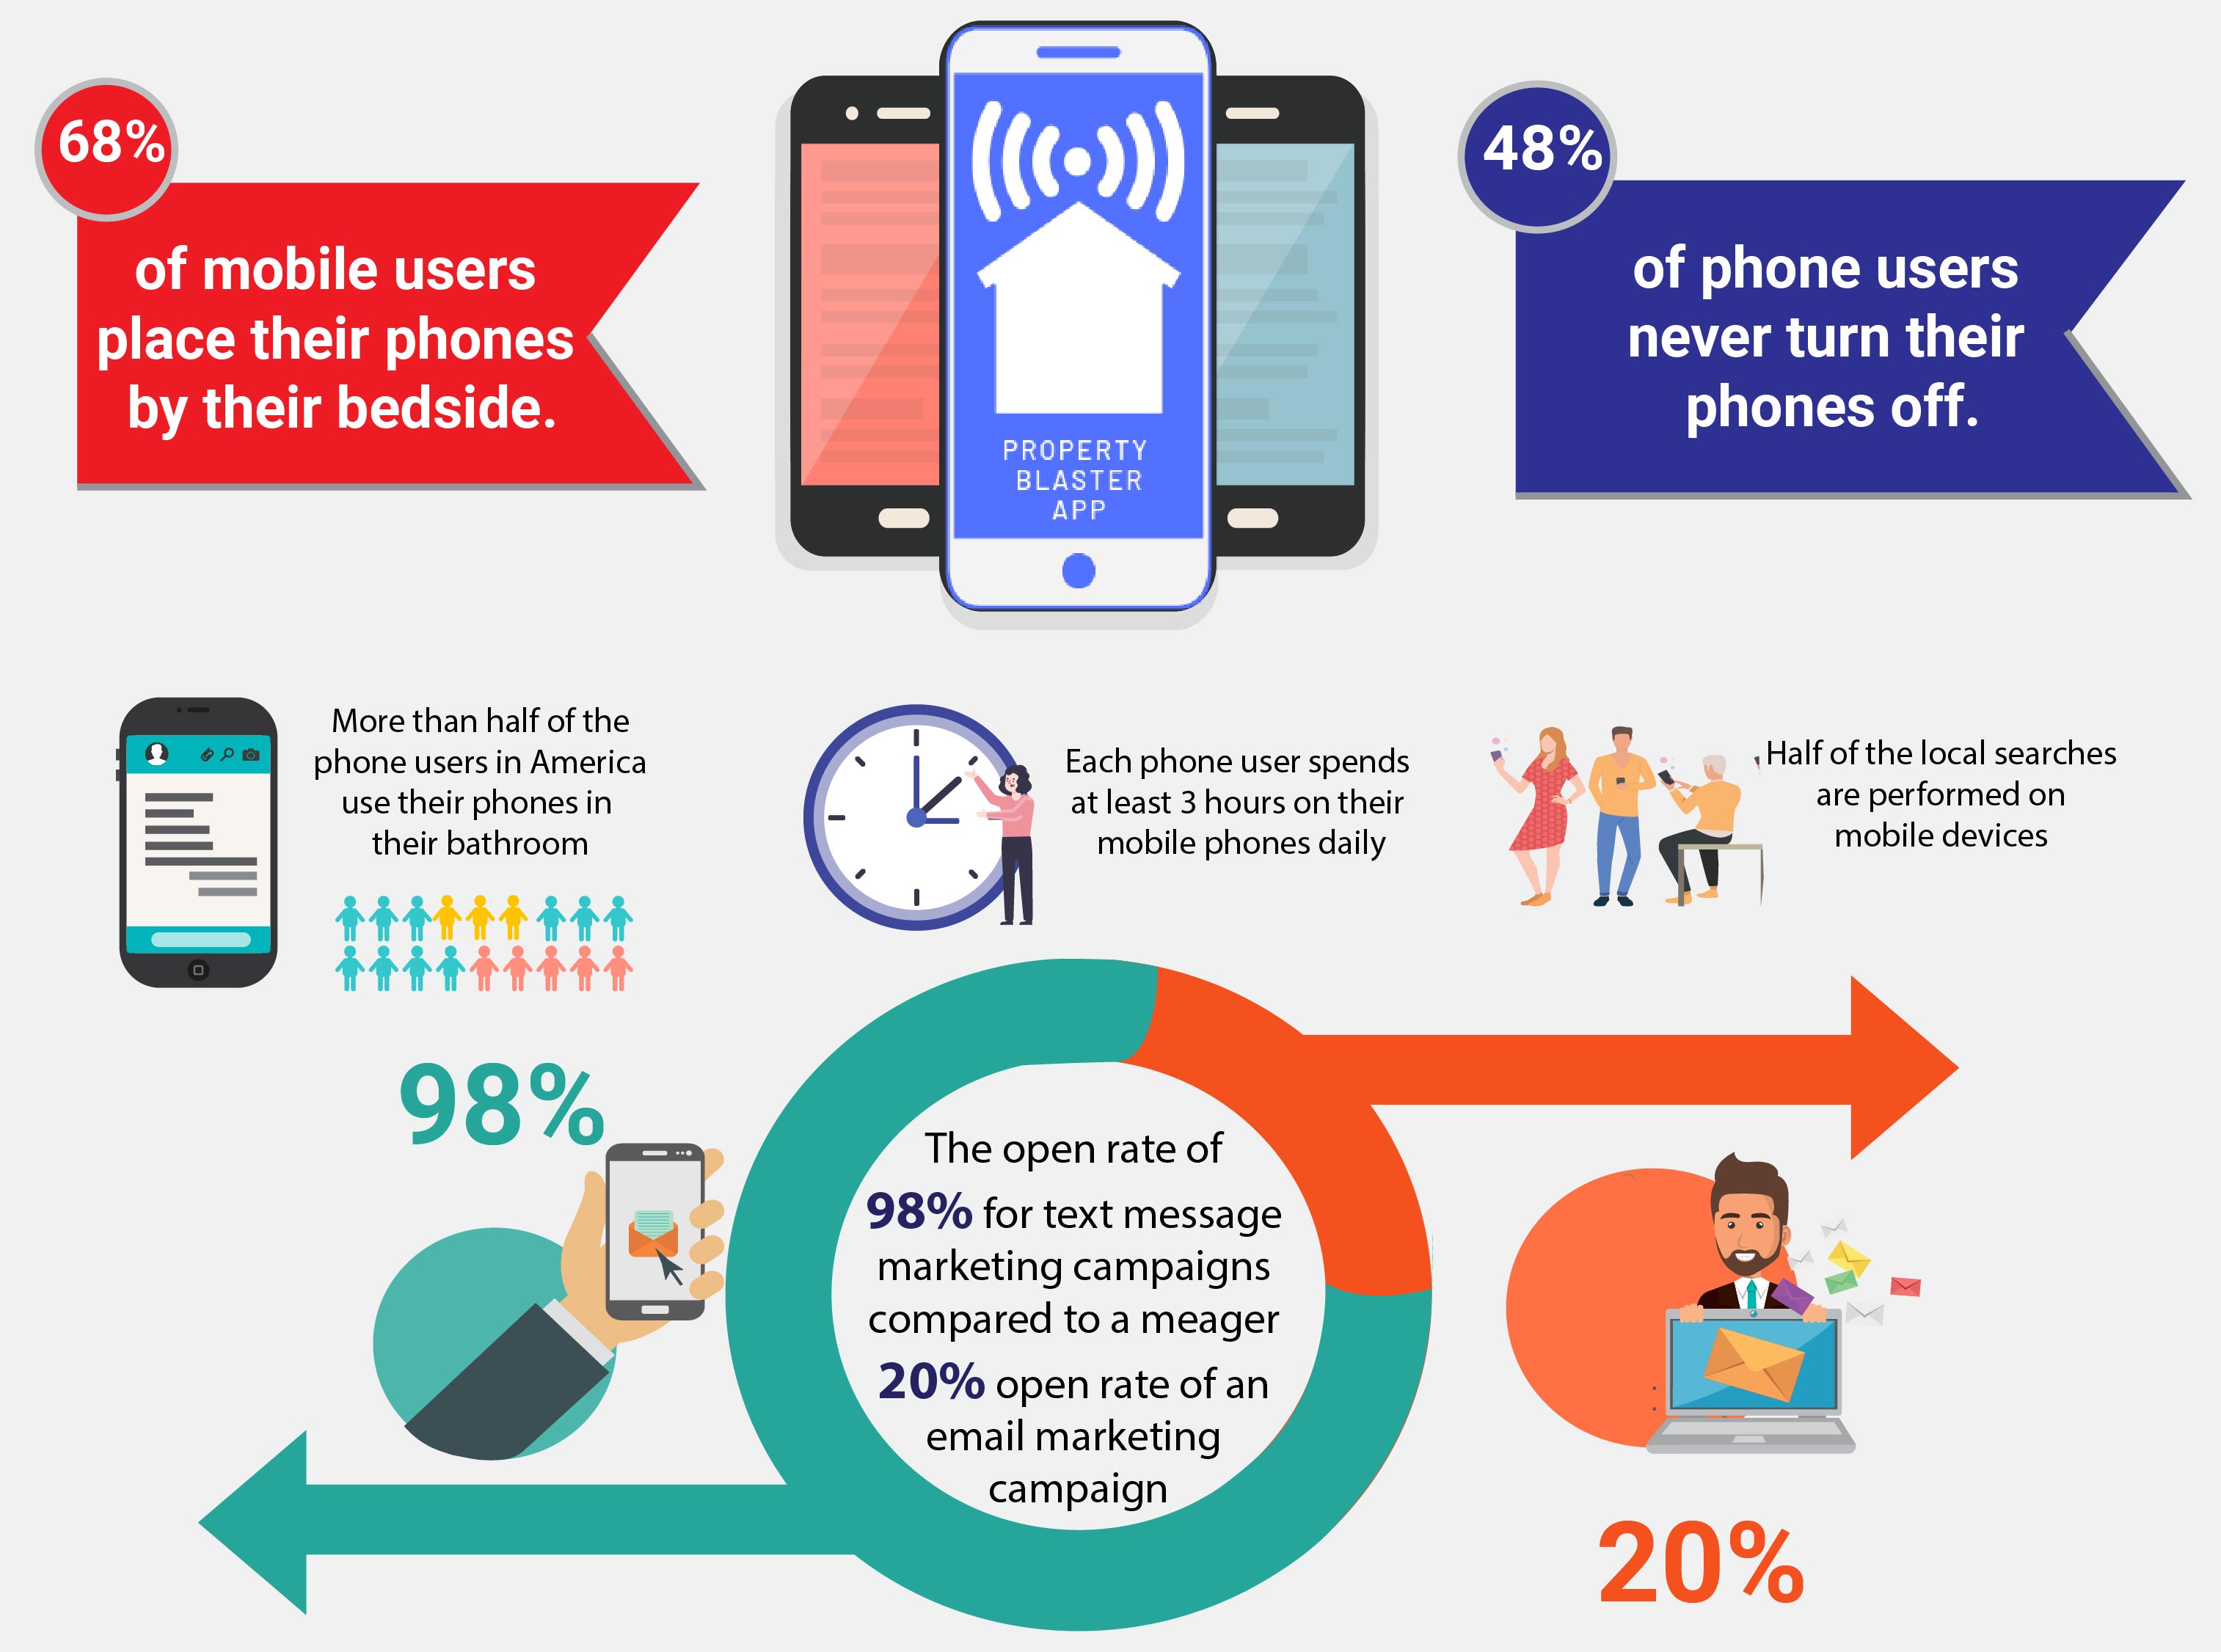 68%
of mobile users
place their phones
by their bedside.
PROPERTY
BLASTER
APP
48%
of phone users
never turn their
phones off.
More than half of the
phone users in America
use their phones in
their bathroom
Each phone user spends
at least 3 hours on their
mobile phones daily
Half of the local searches
are performed on
mobile devices
98%
The open rate of
98% for text message
marketing campaigns
compared to a meager
20% open rate of an
email marketing
campaign
20%